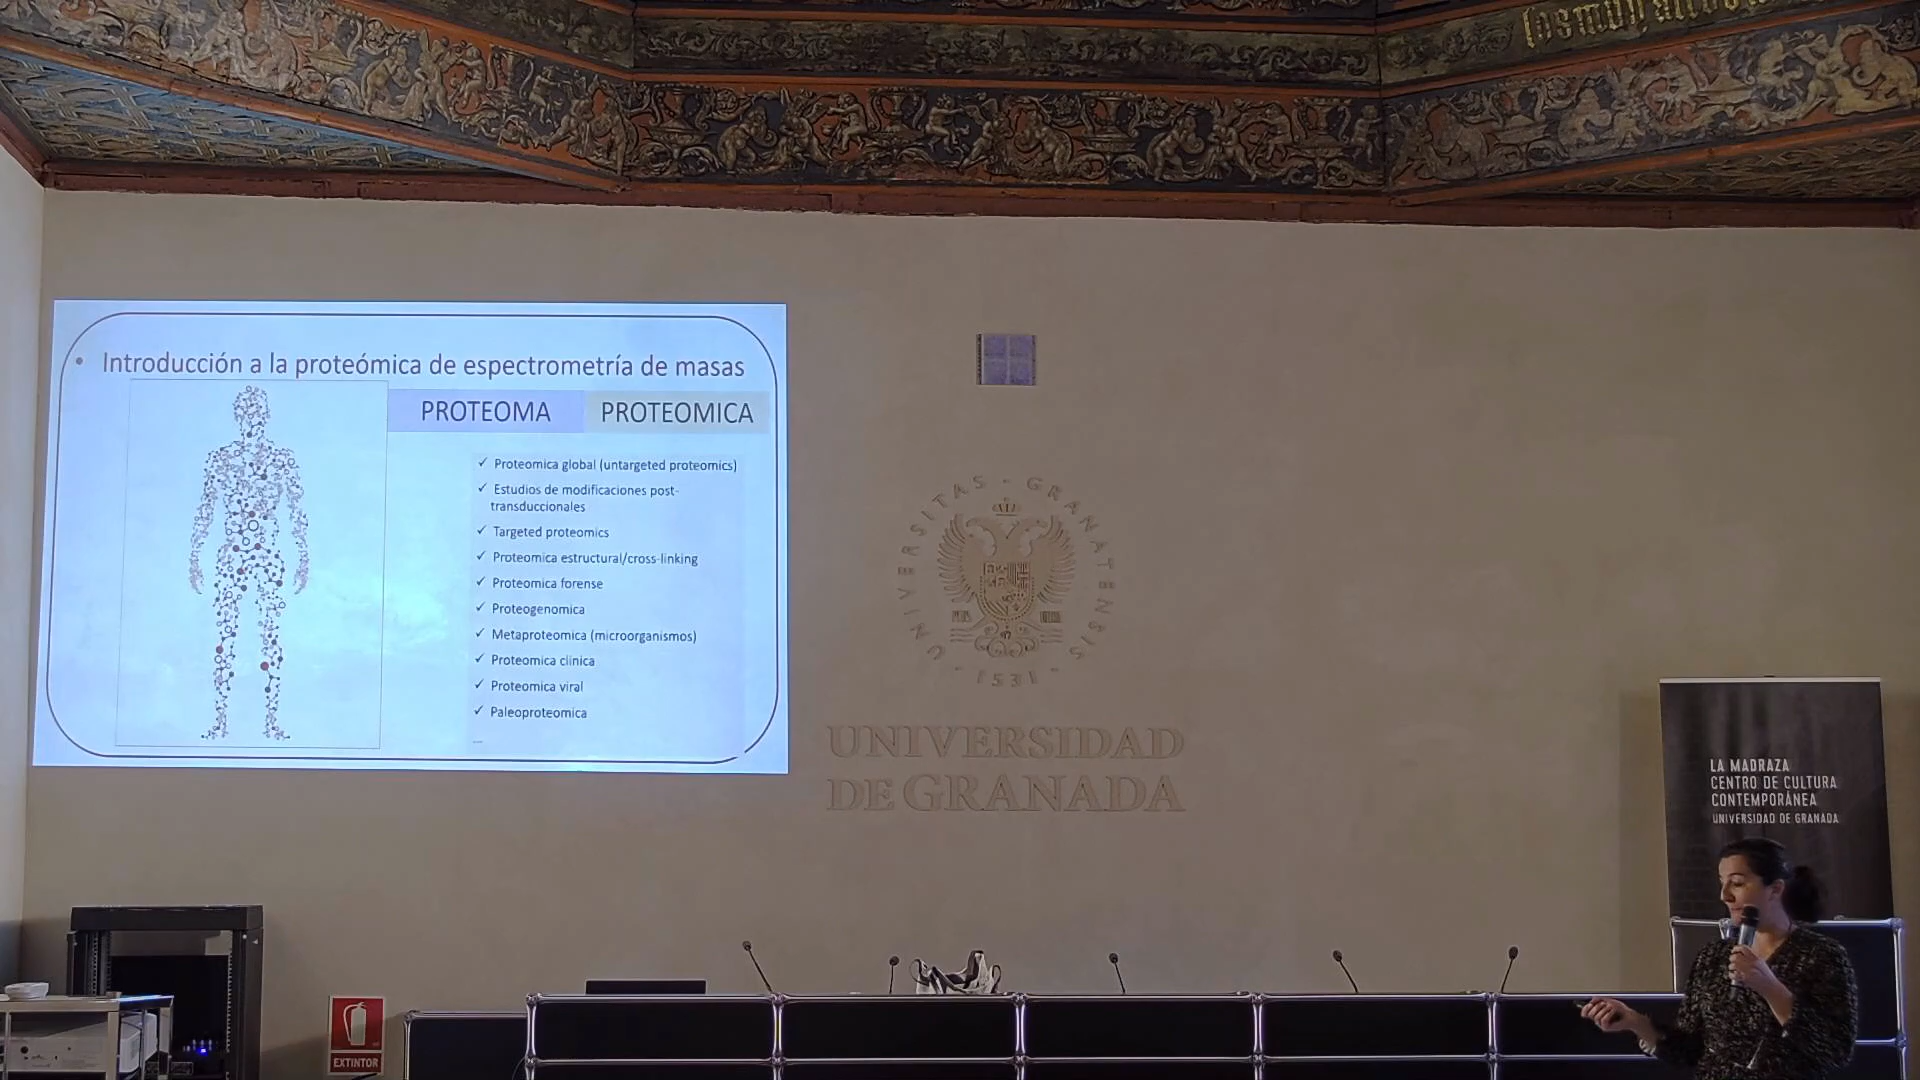 • Introducción a la proteómica de espectrometría de masas
PROTEOMA
PROTEOMICA
✓ Proteomica global (untargeted proteomics)
✓ Estudios de modificaciones post-
transduccionales
✓ Targeted proteomics
✓ Proteomica estructural/cross-linking
✓ Proteomica forense
✓ Proteogenomica
✓ Metaproteomica (microorganismos)
✓ Proteomica clinica
✓ Proteomica viral
✓ Paleoproteomica
UNIVERSITAS - GRANATENSIS
- 1531 -
UNIVERSIDAD
DE GRANADA
LA MADRAZA
CENTRO DE CULTURA
CONTEMPORÁNEA
UNIVERSIDAD DE GRANADA
EXTINTOR